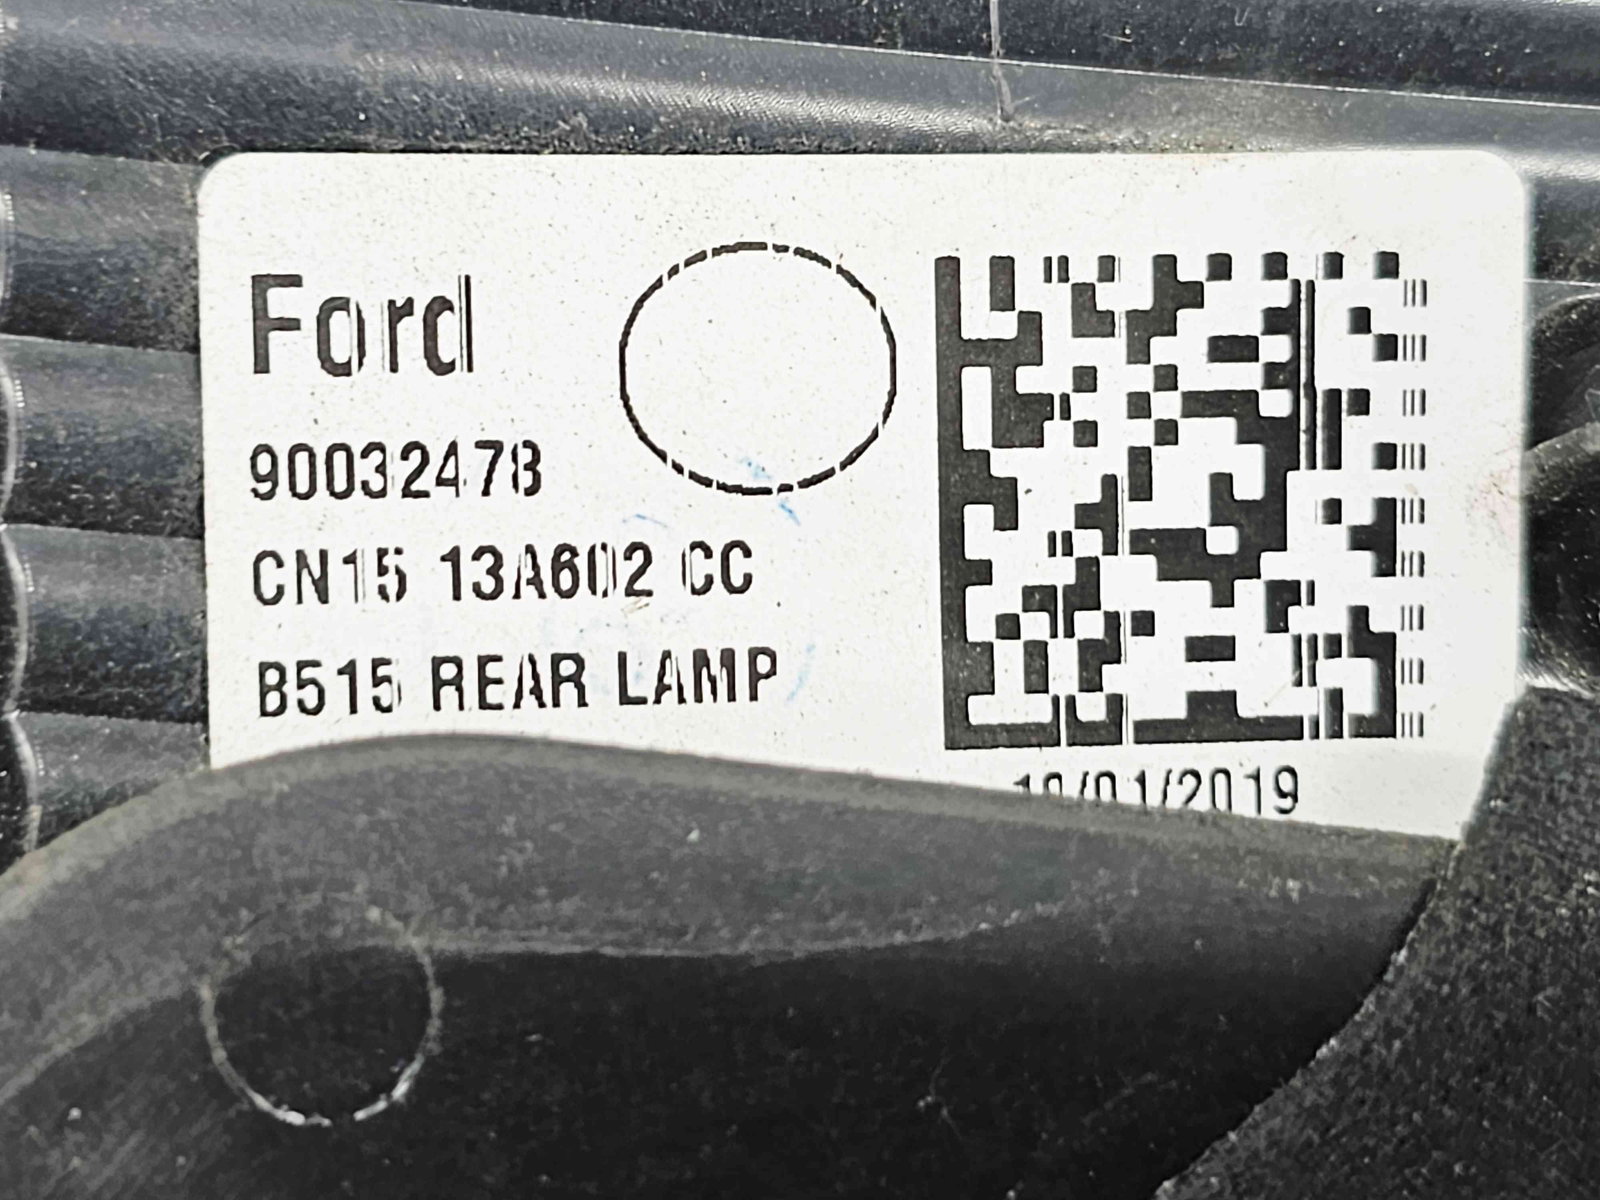 Ford
90032478
CN15 13A602 CC
B515 REAR LAMP